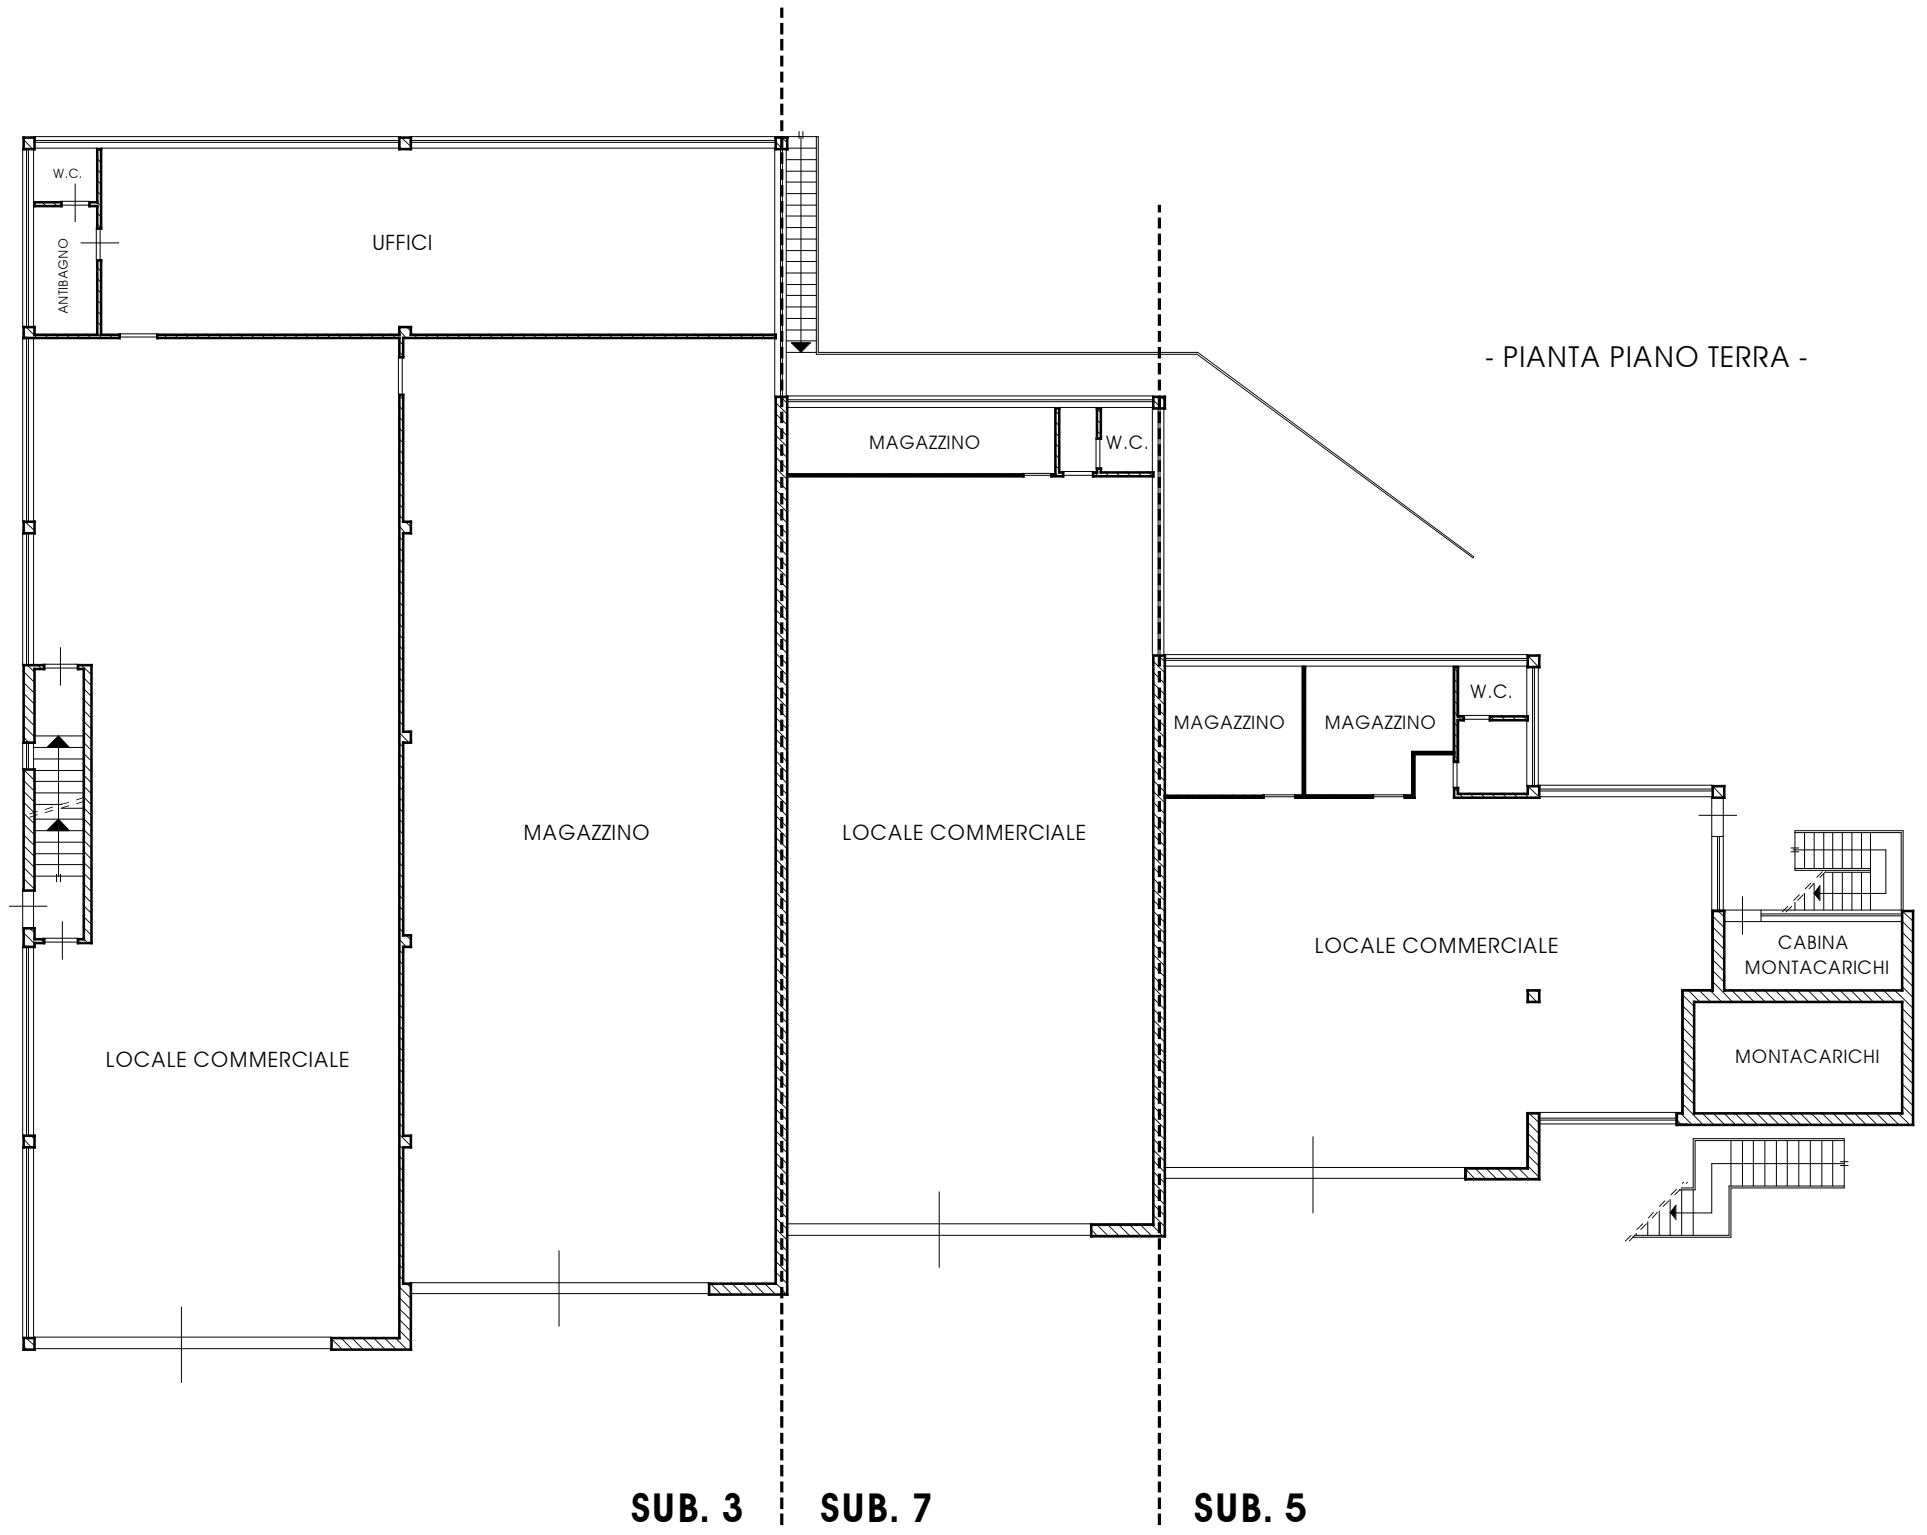 W.C.
UFFICI
ANTIBAGNO
- PIANTA PIANO TERRA -
MAGAZZINO
W.C.
W.C.
MAGAZZINO
MAGAZZINO
MAGAZZINO
LOCALE COMMERCIALE
LOCALE COMMERCIALE
CABINA
MONTACARICHI
LOCALE COMMERCIALE
MONTACARICHI
SUB. 3
SUB. 7
SUB. 5